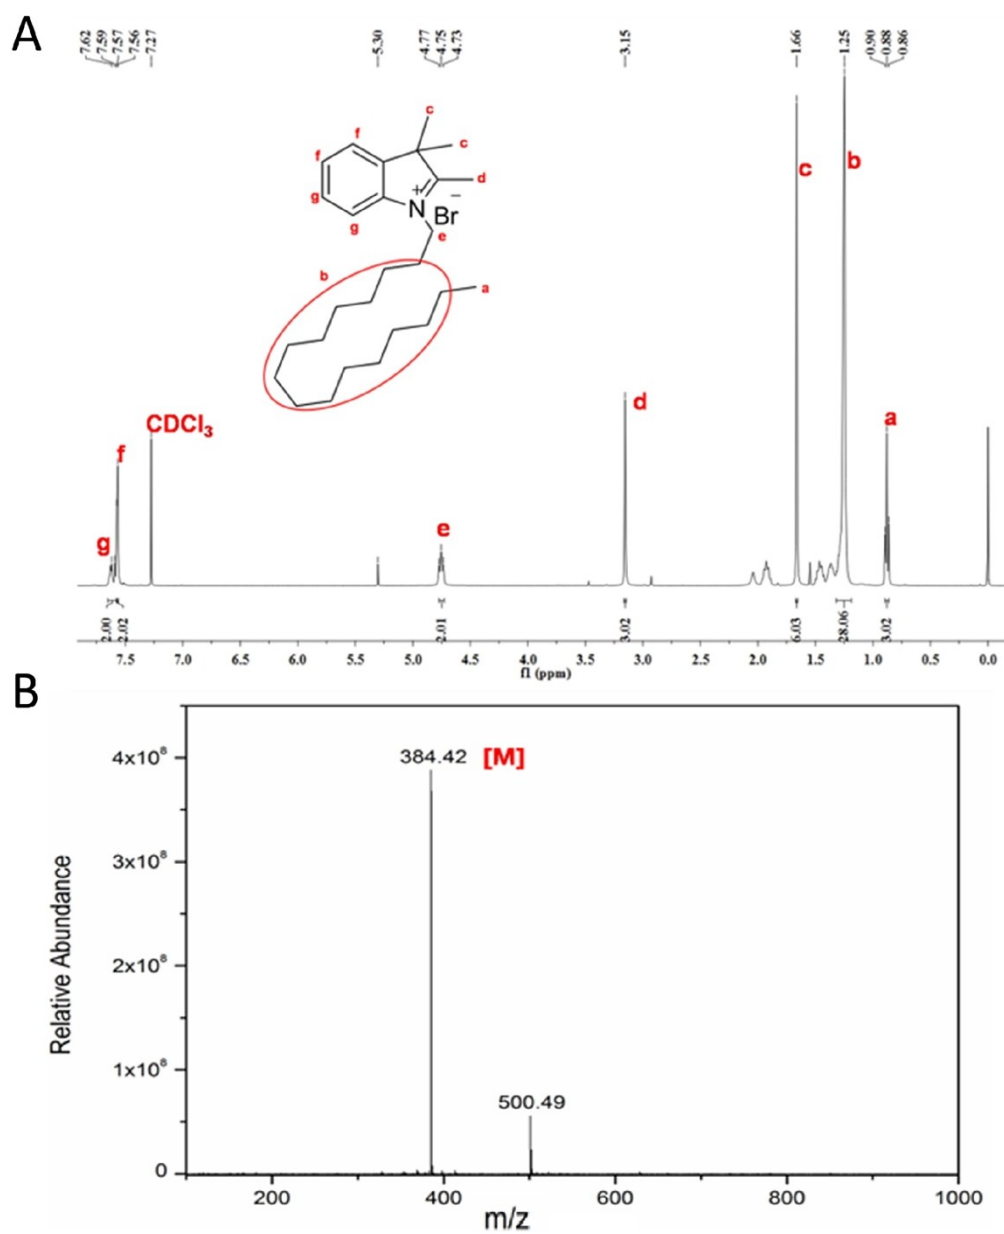 A
7.62
7.59
7.57
7.56
7.27
5.30
4.77
4.75
4.73
3.15
1.66
1.25
0.90
0.88
0.86
c
c
f
f
d
g
g
+
N
−
Br
e
b
a
c
b
d
CDCl3
a
f
g
e
2.00
2.02
2.01
3.02
6.03
28.06
3.02
7.5 7.0 6.5 6.0 5.5 5.0 4.5 4.0 3.5 3.0 2.5 2.0 1.5 1.0 0.5 0.0
f1 (ppm)
B
384.42 [M]
500.49
4x10⁸
3x10⁸
2x10⁸
1x10⁸
0
Relative Abundance
200 400 600 800 1000
m/z